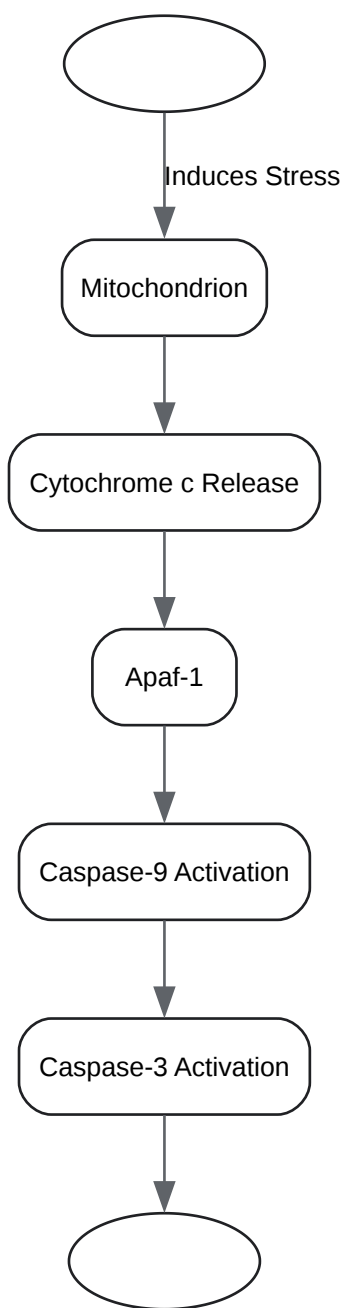 Induces Stress
Mitochondrion
Cytochrome c Release
Apaf-1
Caspase-9 Activation
Caspase-3 Activation